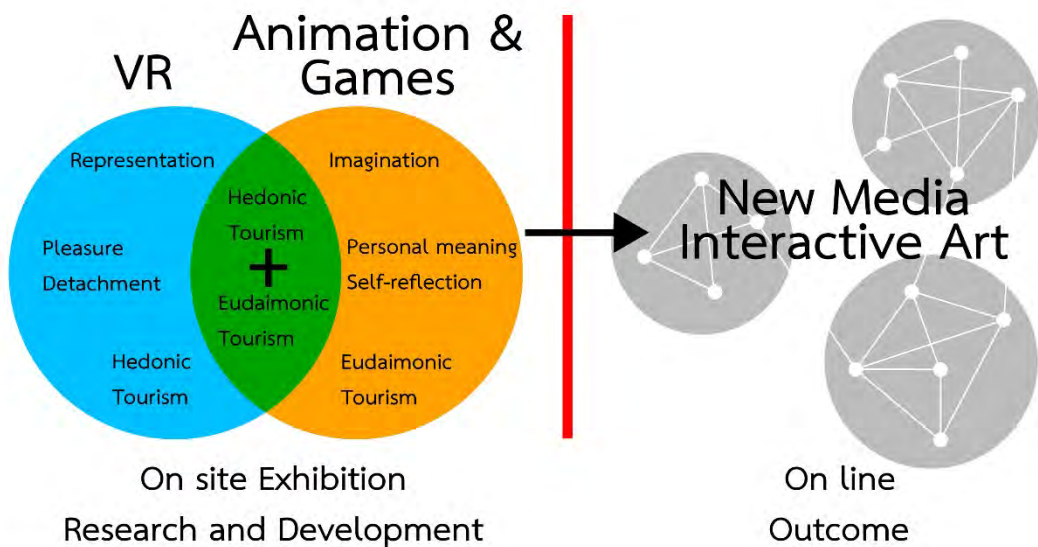 VR
Animation &
Games
Representation
Pleasure
Detachment
Hedonic
Tourism
Hedonic
Tourism
+
Eudaimonic
Tourism
Imagination
Personal meaning
Self-reflection
Eudaimonic
Tourism
New Media
Interactive Art
On site Exhibition
Research and Development
On line
Outcome